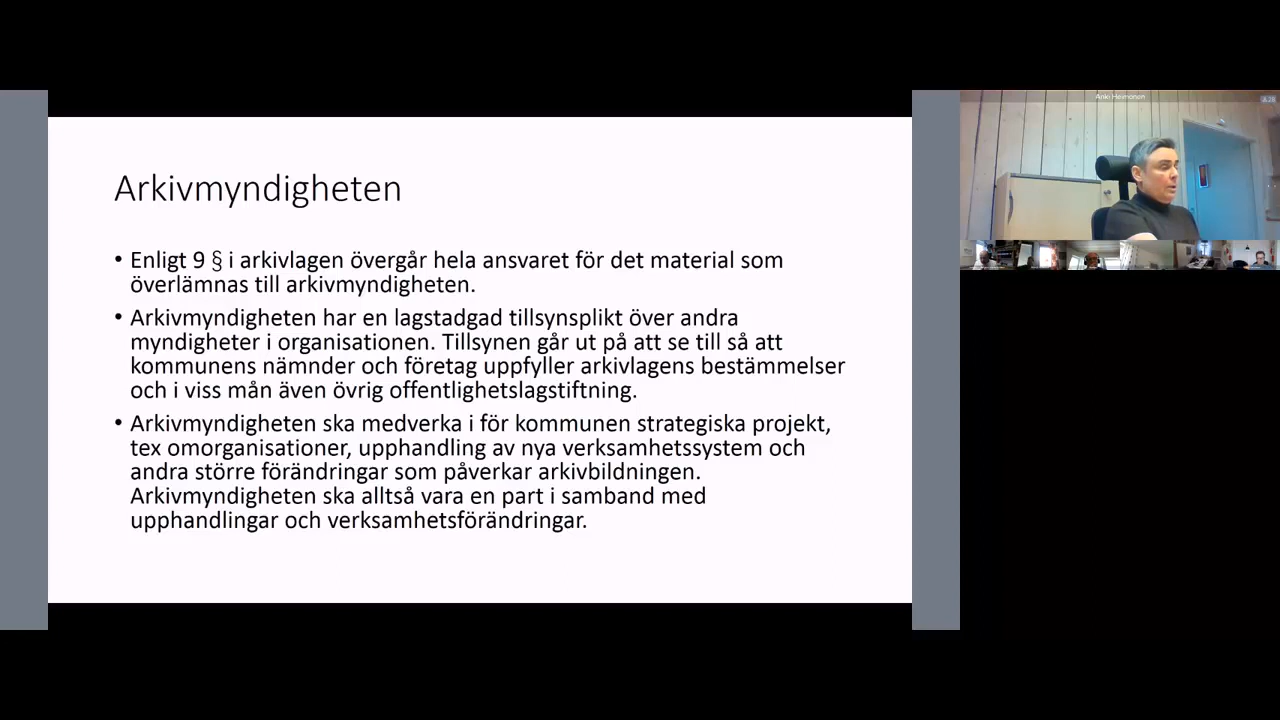 Arkivmyndigheten
• Enligt 9 § i arkivlagen övergår hela ansvaret för det material som
överlämnas till arkivmyndigheten.
• Arkivmyndigheten har en lagstadgad tillsynsplikt över andra
myndigheter i organisationen. Tillsynen går ut på att se till så att
kommunens nämnder och företag uppfyller arkivlagens bestämmelser
och i viss mån även övrig offentlighetslagstiftning.
• Arkivmyndigheten ska medverka i för kommunen strategiska projekt,
tex omorganisationer, upphandling av nya verksamhetssystem och
andra större förändringar som påverkar arkivbildningen.
Arkivmyndigheten ska alltså vara en part i samband med
upphandlingar och verksamhetsförändringar.